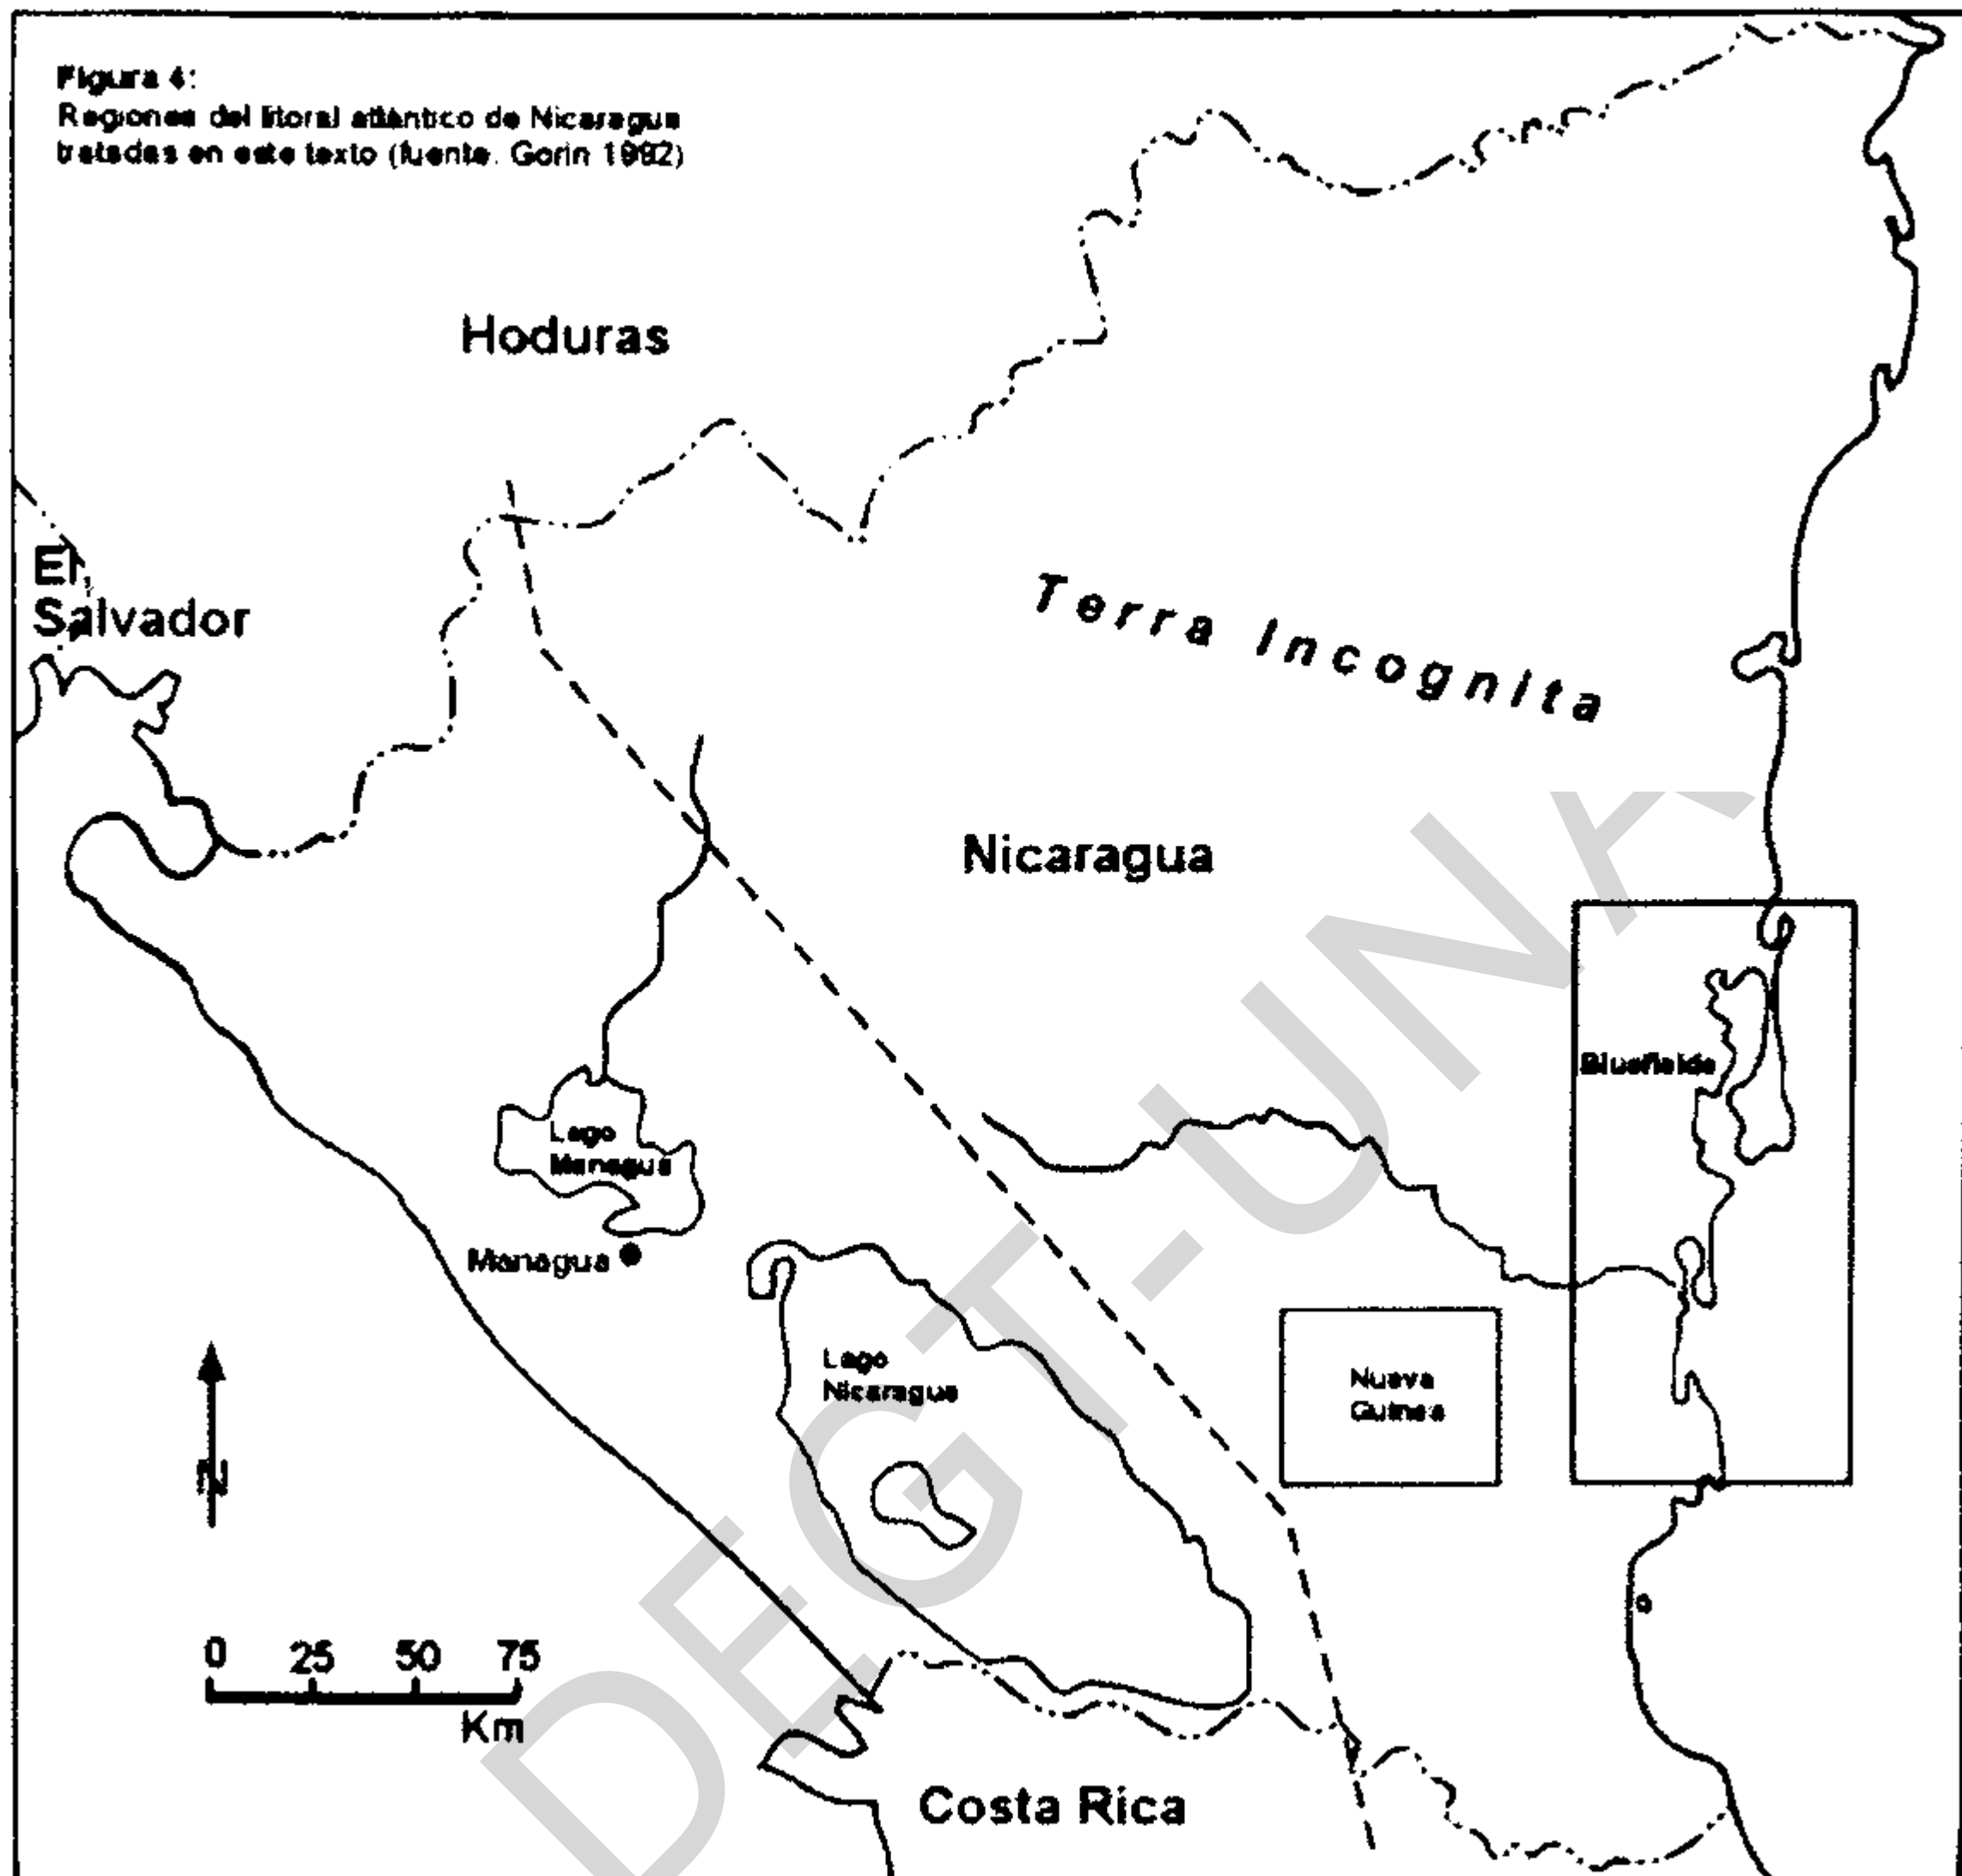 Figura 4:
Regiones del litoral atlántico de Nicaragua
tratadas en este texto (fuente. Gorin 1992)
Hoduras
El
Salvador
Terra Incognita
Nicaragua
Bluefields
Lago
Managua
Managua
Lago
Nicaragua
Nueva
Guinea
N
0 25 50 75
Km
Costa Rica
DEGT-UNA